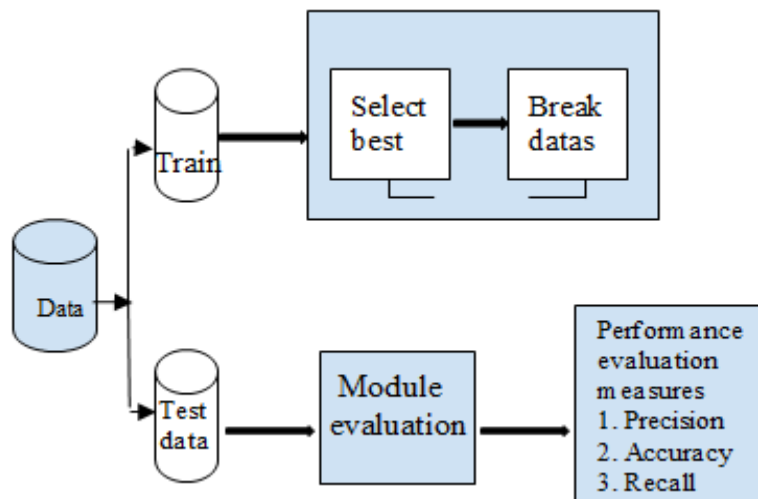 Select
best
Break
datas
Train
Data
Test
data
Module
evaluation
Performance
evaluation
measures
1. Precision
2. Accuracy
3. Recall